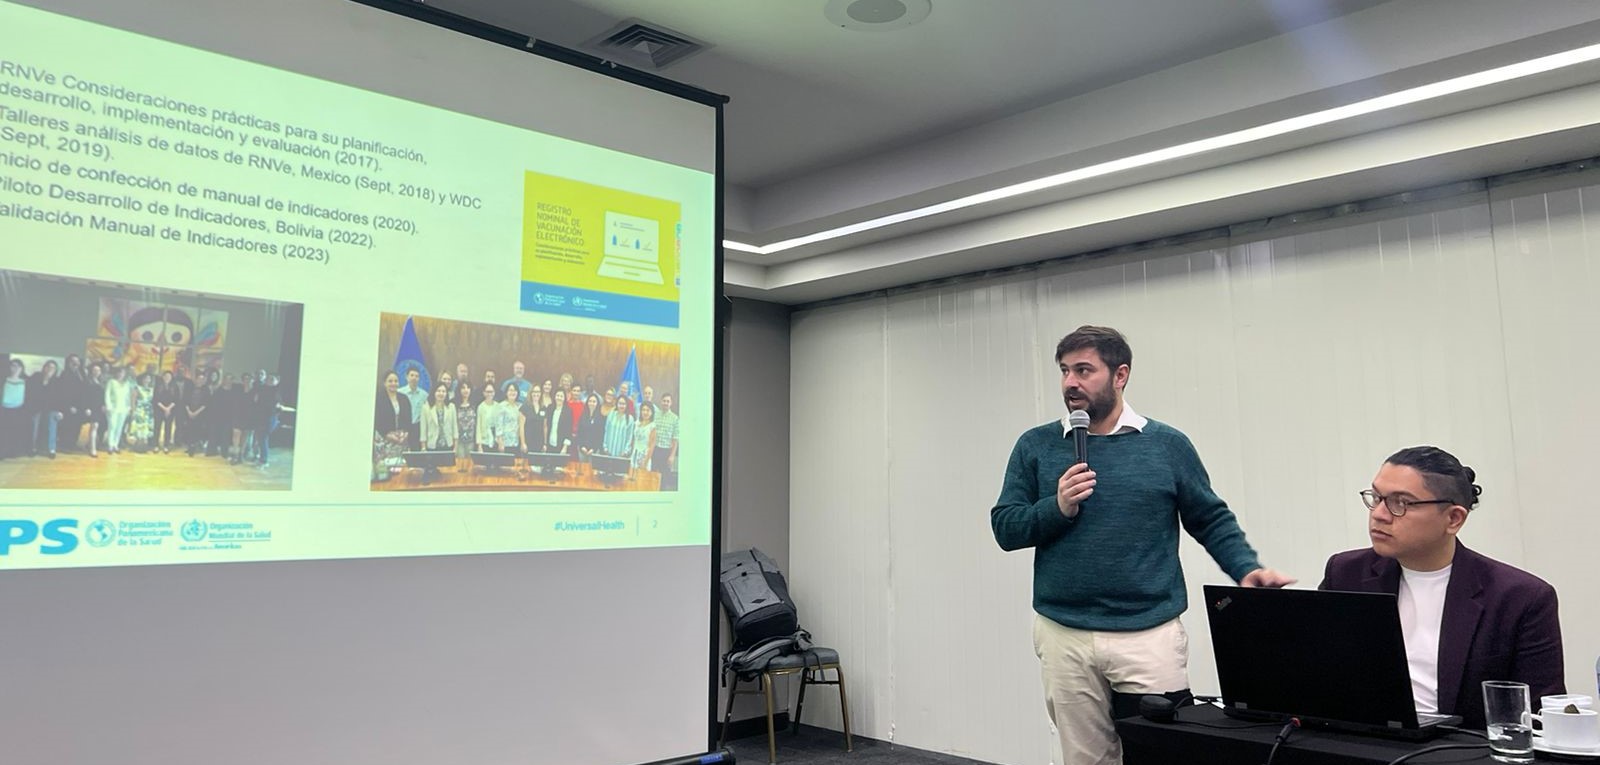 RNVe Consideraciones prácticas para su planificación,
desarrollo, implementación y evaluación (2017).
Talleres análisis de datos de RNVe, Mexico (Sept, 2018) y WDC
Sept, 2019).
nicio de confección de manual de indicadores (2020).
Piloto Desarrollo de Indicadores, Bolivia (2022).
alidación Manual de Indicadores (2023)
REGISTRO
NOMINAL DE
VACUNACIÓN
ELECTRÓNICO:
PS
Organización
Panamericana
de la Salud
Organización
Mundial de la Salud
Américas
#UniversalHealth
2